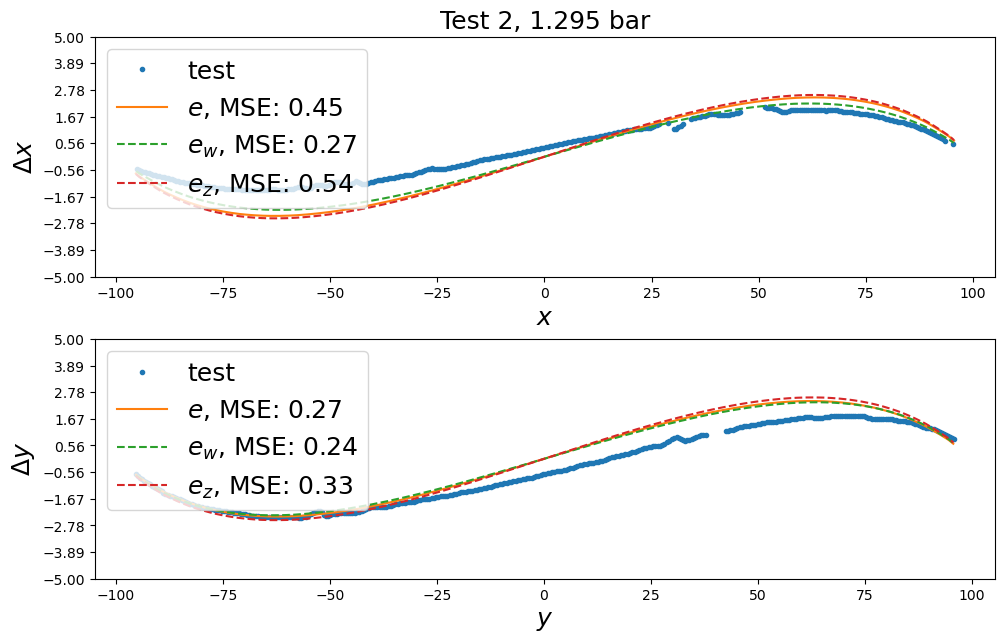 Test 2, 1.295 bar
5.00
3.89
2.78
1.67
0.56
−0.56
−1.67
−2.78
−3.89
−5.00
Δx
test
e, MSE: 0.45
e_w, MSE: 0.27
e_z, MSE: 0.54
−100 −75 −50 −25 0 25 50 75 100
x
5.00
3.89
2.78
1.67
0.56
−0.56
−1.67
−2.78
−3.89
−5.00
Δy
test
e, MSE: 0.27
e_w, MSE: 0.24
e_z, MSE: 0.33
−100 −75 −50 −25 0 25 50 75 100
y